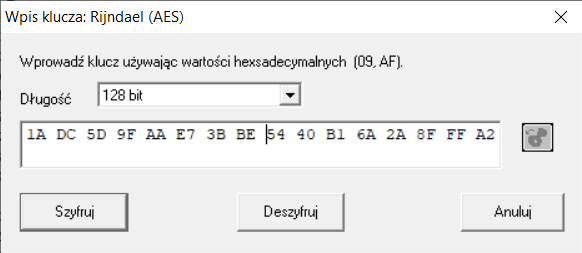 Wpis klucza: Rijndael (AES)
Wprowadź klucz używając wartości hexsadecymalnych (09, AF).
Długość 128 bit
1A DC 5D 9F AA E7 3B BE 54 40 B1 6A 2A 8F FF A2
Szyfruj Deszyfruj Anuluj